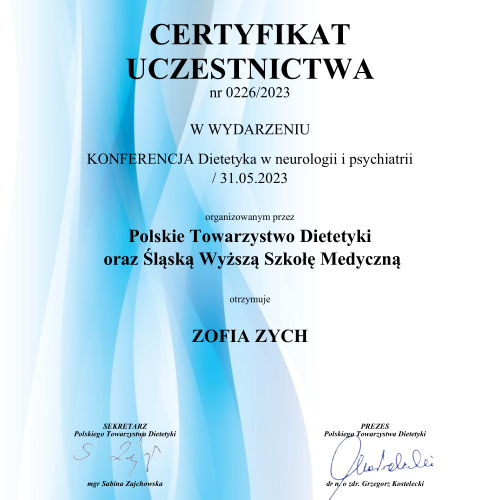 CERTYFIKAT
UCZESTNICTWA
nr 0226/2023
W WYDARZENIU
KONFERENCJA Dietetyka w neurologii i psychiatrii
/ 31.05.2023
organizowanym przez
Polskie Towarzystwo Dietetyki
oraz Śląską Wyższą Szkołę Medyczną
otrzymuje
ZOFIA ZYCH
SEKRETARZ
Polskiego Towarzystwa Dietetyki
mgr Sabina Zajchowska
PREZES
Polskiego Towarzystwa Dietetyki
dr n. o zdr. Grzegorz Kostelecki